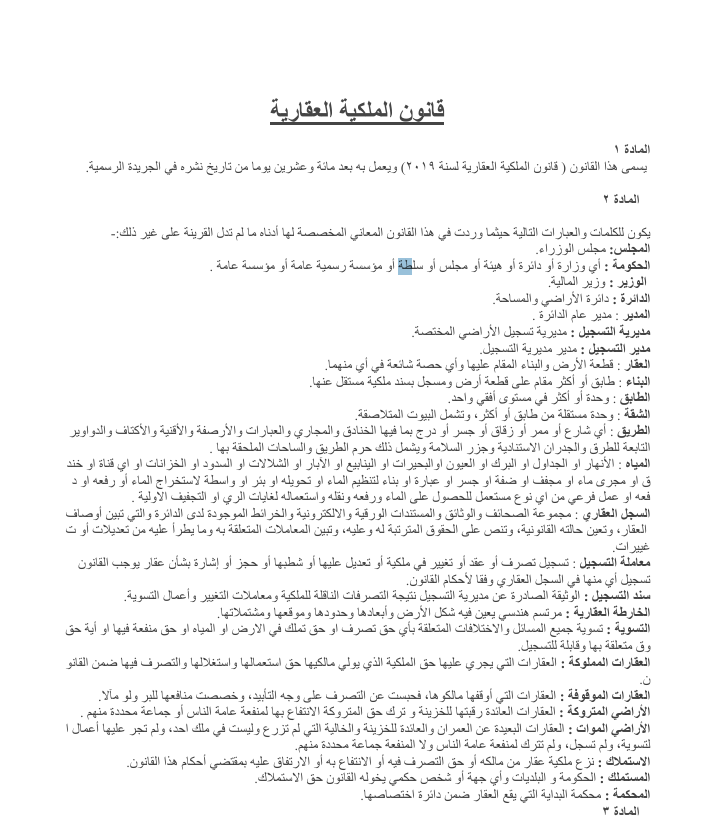 قانون الملكية العقارية
المادة ١
يسمى هذا القانون ( قانون الملكية العقارية لسنة ٢٠١٩) ويعمل به بعد مائة وعشرين يوما من تاريخ نشره في الجريدة الرسمية.
المادة ٢
يكون للكلمات والعبارات التالية حيثما وردت في هذا القانون المعاني المخصصة لها أدناه ما لم تدل القرينة على غير ذلك:-
المجلس: مجلس الوزراء.
الحكومة : أي وزارة أو دائرة أو هيئة أو مجلس أو سلطة أو مؤسسة رسمية عامة أو مؤسسة عامة .
الوزير : وزير المالية.
الدائرة : دائرة الأراضي والمساحة.
المدير : مدير عام الدائرة .
مديرية التسجيل : مديرية تسجيل الأراضي المختصة.
مدير التسجيل : مدير مديرية التسجيل.
العقار : قطعة الأرض والبناء المقام عليها وأي حصة شائعة في أي منهما.
البناء : طابق أو أكثر مقام على قطعة أرض ومسجل بسند ملكية مستقل عنها.
الطابق : وحدة أو أكثر في مستوى أفقي واحد.
الشقة : وحدة مستقلة من طابق أو أكثر، وتشمل البيوت المتلاصقة.
الطريق : أي شارع أو ممر أو زقاق أو جسر أو درج بما فيها الخنادق والمجاري والعبارات والأرصفة والأقنية والأكتاف والدواوير
التابعة للطرق والجدران الاستنادية وجزر السلامة ويشمل ذلك حرم الطريق والساحات الملحقة بها .
المياه : الأنهار او الجداول او البرك او العيون اوالبحيرات و الينابيع او الأبار او الشلالات او السدود او الخزانات او اي قناة او خند
ق او مجرى ماء او مجفف او ضفة او جسر او عبارة او بناء لتنظيم الماء او تحويله او بئر او واسطة لاستخراج الماء أو رفعه او د
فعه او عمل فرعي من اي نوع مستعمل للحصول على الماء ورفعه ونقله واستعماله لغايات الري او التجفيف الاولية .
السجل العقاري : مجموعة الصحائف والوثائق والمستندات الورقية والالكترونية والخرائط الموجودة لدى الدائرة والتي تبين أوصاف
العقار، وتعين حالته القانونية، وتنص على الحقوق المترتبة له وعليه، وتبين المعاملات المتعلقة به وما يطرأ عليه من تعديلات أو ت
غييرات.
معاملة التسجيل : تسجيل تصرف أو عقد أو تغيير في ملكية أو تعديل عليها أو شطبها أو حجز أو إشارة بشأن عقار يوجب القانون
تسجيل أي منها في السجل العقاري وفقا لأحكام القانون.
سند التسجيل : الوثيقة الصادرة عن مديرية التسجيل نتيجة التصرفات الناقلة للملكية ومعاملات التغيير وأعمال التسوية.
الخارطة العقارية : مرتسم هندسي يعين فيه شكل الأرض وأبعادها وحدودها وموقعها ومشتملاتها.
التسوية : تسوية جميع المسائل والاختلافات المتعلقة بأي حق تصرف او حق تملك في الارض او المياه او حق منفعة فيها او أية حق
وق متعلقة بها وقابلة للتسجيل.
العقارات المملوكة : العقارات التي يجري عليها حق الملكية الذي يولي مالكيها حق استعمالها واستغلالها والتصرف فيها ضمن القانو
ن.
العقارات الموقوفة : العقارات التي أوقفها مالكوها، فحبست عن التصرف على وجه التأبيد، وخصصت منافعها للبر ولو مآلا.
الأراضي المتروكة : العقارات العائدة رقبتها للخزينة و ترك حق المتروكة الانتفاع بها لمنفعة عامة الناس أو جماعة محددة منهم .
الأراضي الموات : العقارات البعيدة عن العمران والعائدة للخزينة والخالية التي لم تزرع وليست في ملك احد، ولم تجر عليها أعمال ا
لتسوية، ولم تسجل، ولم تترك لمنفعة عامة الناس ولا المنفعة جماعة محددة منهم.
الاستملاك : نزع ملكية عقار من مالكه أو حق التصرف فيه أو الانتفاع به أو الارتفاق عليه بمقتضي أحكام هذا القانون.
المستملك : الحكومة و البلديات وأي جهة أو شخص حكمي يخوله القانون حق الاستملاك.
المحكمة : محكمة البداية التي يقع العقار ضمن دائرة اختصاصها.
المادة ٣